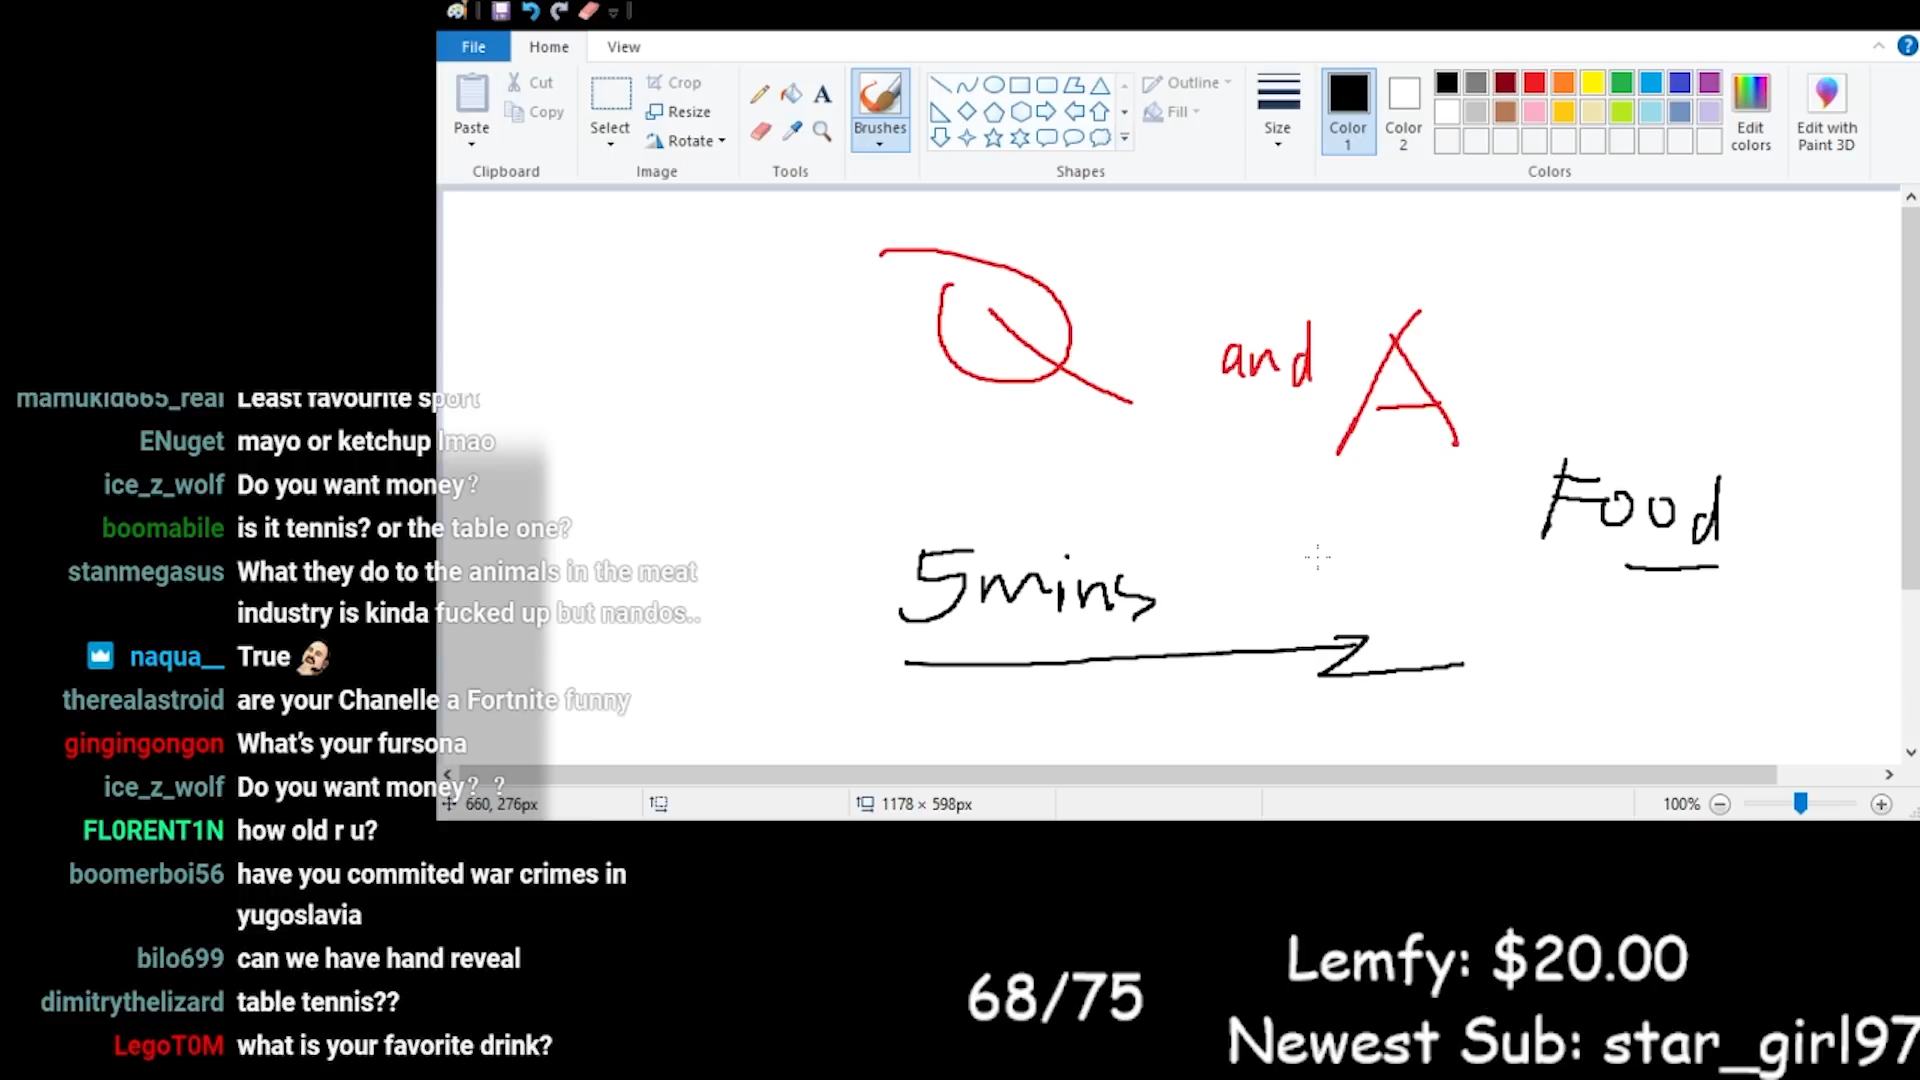 File Home View
Cut
Copy
Paste
Clipboard
Select
Crop
Resize
Rotate
Image
Tools
Brushes
Outline
Fill
Shapes
Size
Color 1
Color 2
Edit colors
Edit with Paint 3D
Colors
Q and A
Food
5mins
mamukid665_real Least favourite sport
ENuget mayo or ketchup lmao
ice_z_wolf Do you want money?
boomabile is it tennis? or the table one?
stanmegasus What they do to the animals in the meat
industry is kinda fucked up but nandos..
naqua__ True
therealastroid are your Chanelle a Fortnite funny
gingingongon What's your fursona
ice_z_wolf Do you want money? ?
660, 276px 1178 × 598px 100%
FL0RENT1N how old r u?
boomerboi56 have you commited war crimes in
yugoslavia
bilo699 can we have hand reveal
dimitrythelizard table tennis??
LegoT0M what is your favorite drink?
68/75
Lemfy: $20.00
Newest Sub: star_girl97